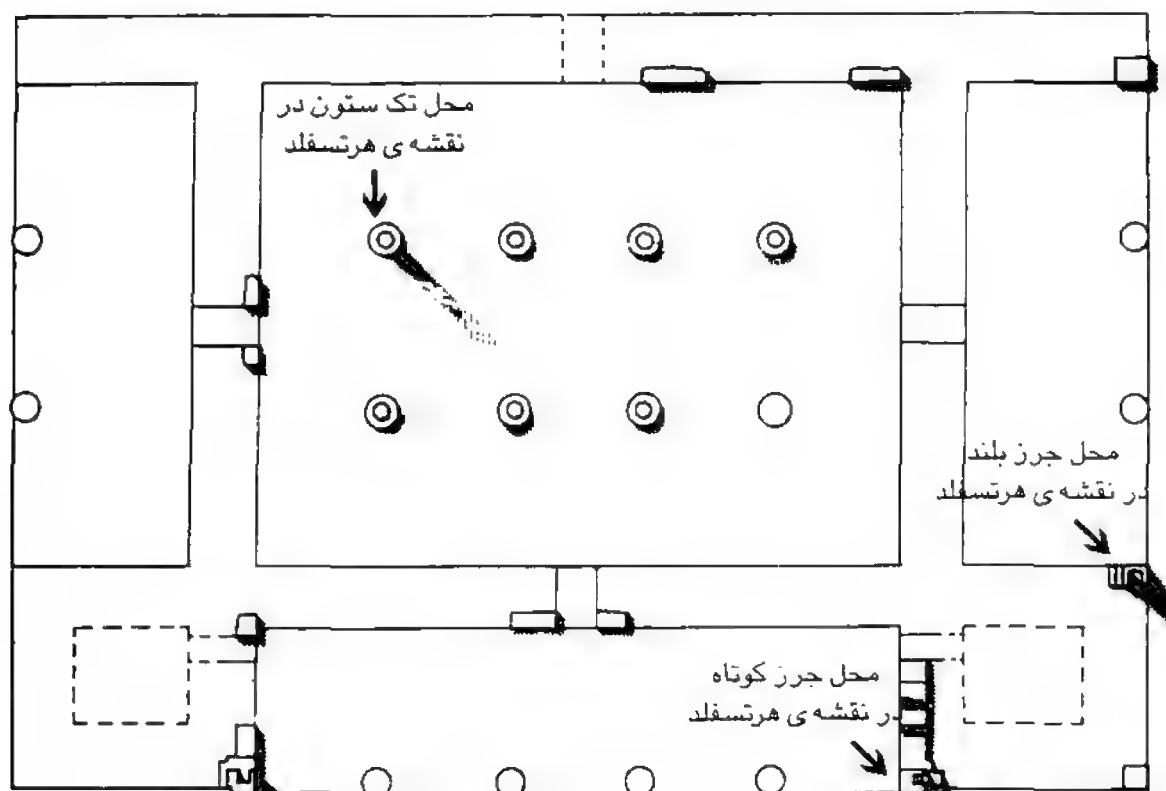 محل تک ستون در
نقشه ی هرتسفلد
محل جرز بلند
در نقشه ی هرتسفلد
محل جرز کوتاه
در نقشه ی هرتسفلد